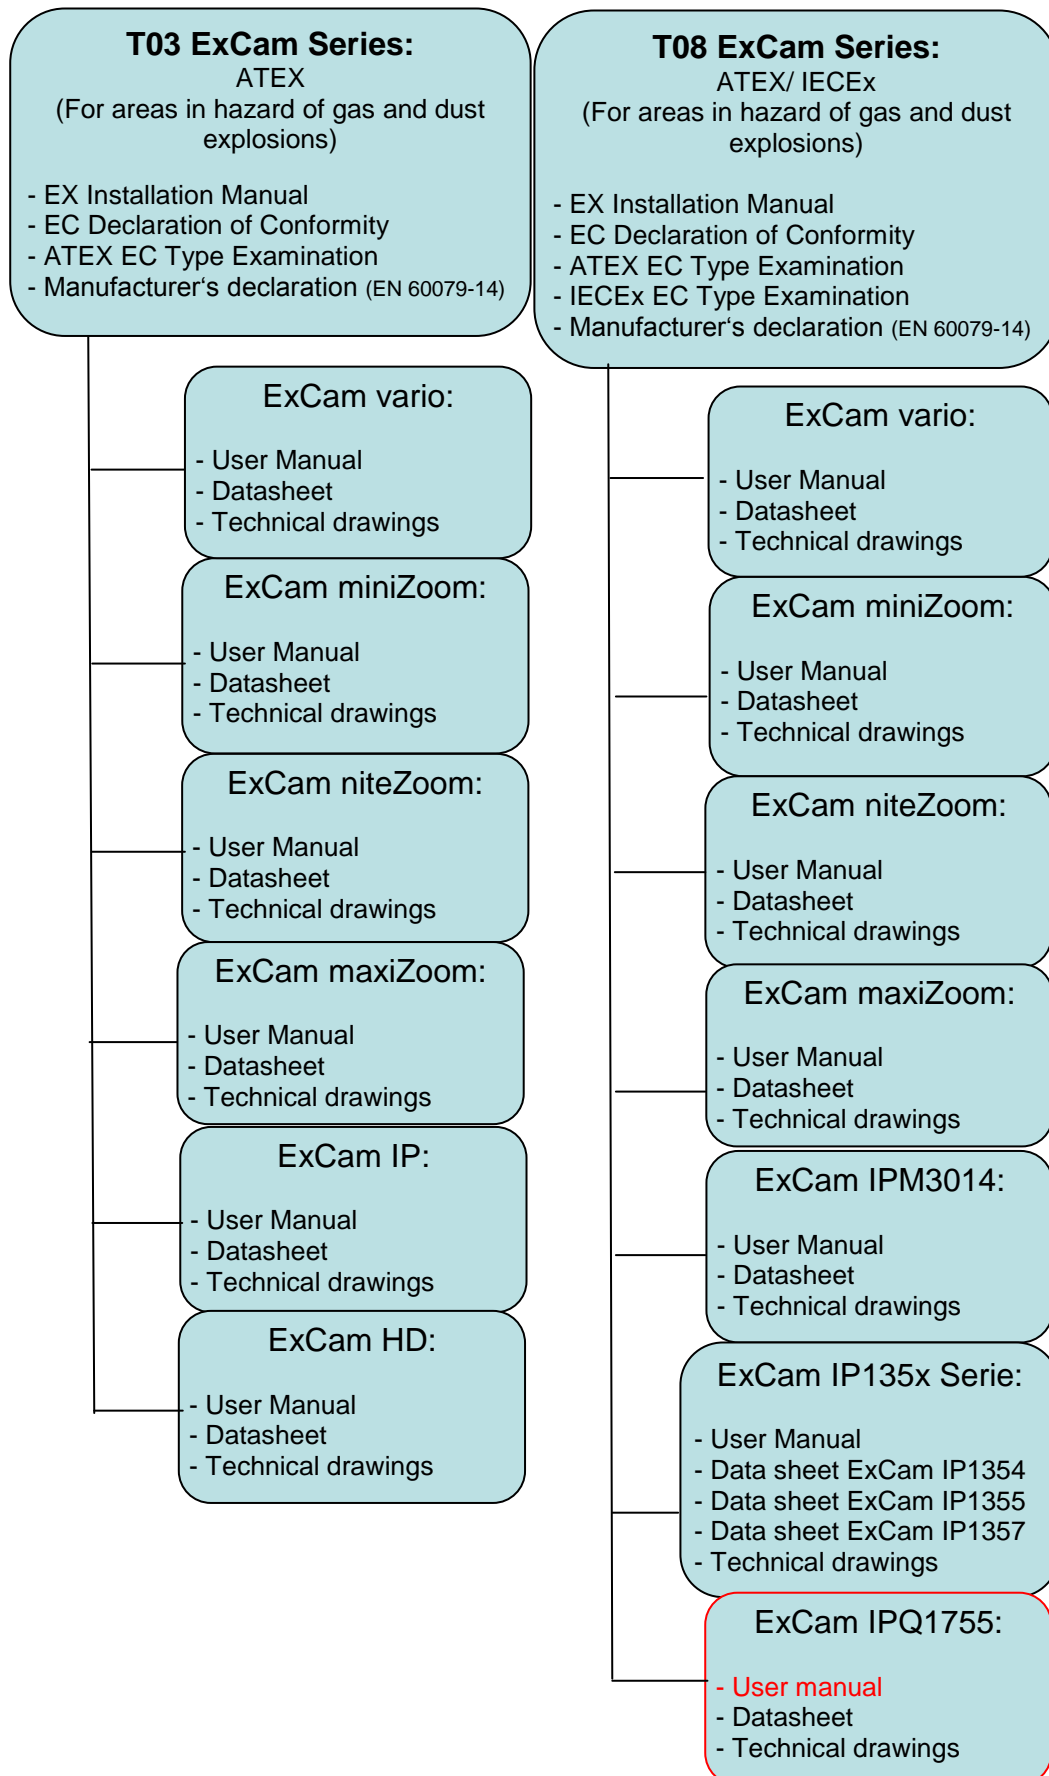 T03 ExCam Series:
ATEX
(For areas in hazard of gas and dust
explosions)
- EX Installation Manual
- EC Declaration of Conformity
- ATEX EC Type Examination
- Manufacturer‘s declaration (EN 60079-14)
ExCam vario:
- User Manual
- Datasheet
- Technical drawings
ExCam miniZoom:
- User Manual
- Datasheet
- Technical drawings
ExCam niteZoom:
- User Manual
- Datasheet
- Technical drawings
ExCam maxiZoom:
- User Manual
- Datasheet
- Technical drawings
ExCam IP:
- User Manual
- Datasheet
- Technical drawings
ExCam HD:
- User Manual
- Datasheet
- Technical drawings
T08 ExCam Series:
ATEX/ IECEx
(For areas in hazard of gas and dust
explosions)
- EX Installation Manual
- EC Declaration of Conformity
- ATEX EC Type Examination
- IECEx EC Type Examination
- Manufacturer‘s declaration (EN 60079-14)
ExCam vario:
- User Manual
- Datasheet
- Technical drawings
ExCam miniZoom:
- User Manual
- Datasheet
- Technical drawings
ExCam niteZoom:
- User Manual
- Datasheet
- Technical drawings
ExCam maxiZoom:
- User Manual
- Datasheet
- Technical drawings
ExCam IPM3014:
- User Manual
- Datasheet
- Technical drawings
ExCam IP135x Serie:
- User Manual
- Data sheet ExCam IP1354
- Data sheet ExCam IP1355
- Data sheet ExCam IP1357
- Technical drawings
ExCam IPQ1755:
- User manual
- Datasheet
- Technical drawings